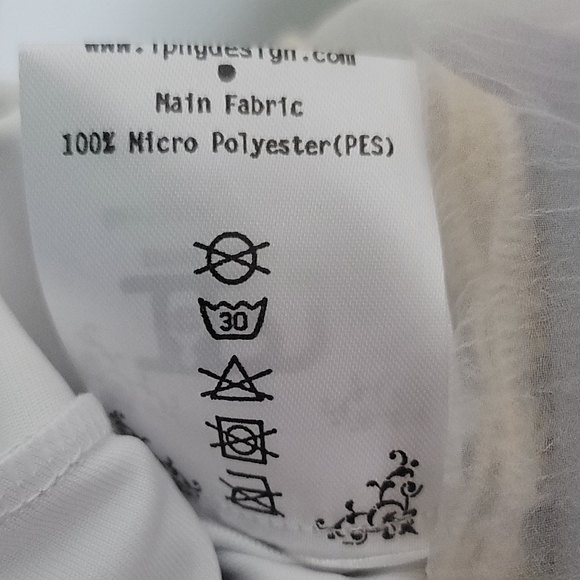 Main Fabric
100% Micro Polyester(PES)
30